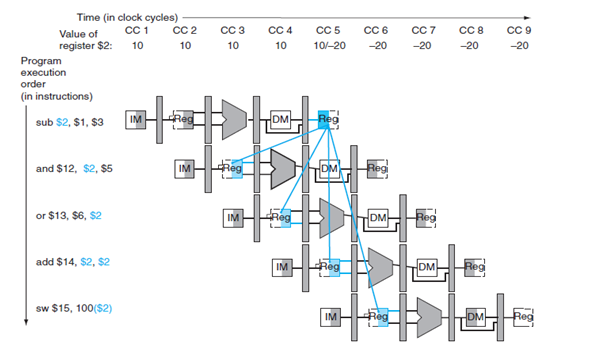 Time (in clock cycles)
Value of register $2:
CC 1 CC 2 CC 3 CC 4 CC 5 CC 6 CC 7 CC 8 CC 9
10 10 10 10 10/–20 –20 –20 –20 –20
Program
execution
order
(in instructions)
sub $2, $1, $3
IM Reg DM Reg
and $12, $2, $5
IM Reg DM Reg
or $13, $6, $2
IM Reg DM Reg
add $14, $2, $2
IM Reg DM Reg
sw $15, 100($2)
IM Reg DM Reg